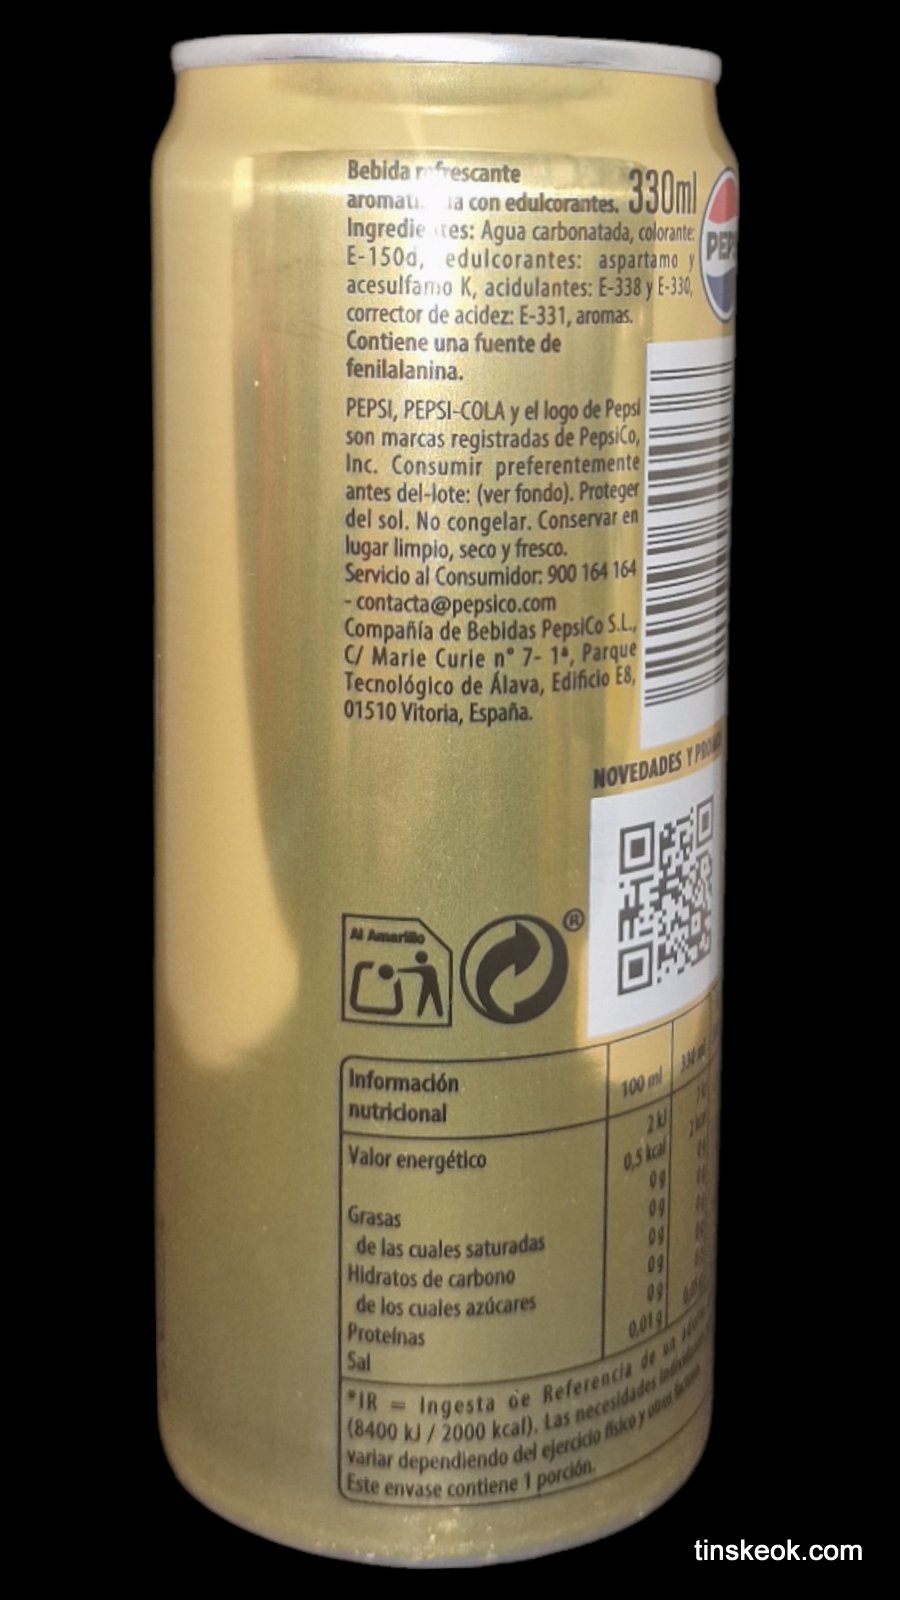 Bebida refrescante
con edulcorantes. 330ml
Ingredientes: Agua carbonatada, colorante:
E-150d, edulcorantes: aspartamo y
acesulfamo K, acidulantes: E-338 y E-330,
corrector de acidez: E-331, aromas.
Contiene una fuente de
fenilalanina.
PEPSI, PEPSI-COLA y el logo de Pepsi
son marcas registradas de PepsiCo,
Inc. Consumir preferentemente
antes del-lote: (ver fondo). Proteger
del sol. No congelar. Conservar en
lugar limpio, seco y fresco.
Servicio al Consumidor: 900 164 164
- contacta@pepsico.com
Compañía de Bebidas PepsiCo S.L.,
C/ Marie Curie n° 7- 1ª, Parque
Tecnológico de Álava, Edificio E8,
01510 Vitoria, España.
NOVEDADES Y
Al Amarillo
®
Información
nutricional
100 ml
330 ml
Valor energético
2 kJ
0,5 kcal
Grasas
0 g
de las cuales saturadas
0 g
Hidratos de carbono
0 g
de los cuales azúcares
0 g
Proteínas
0 g
Sal
0,01 g
*IR = Ingesta de Referencia de un
(8400 kJ / 2000 kcal). Las necesidades
variar dependiendo del ejercicio físico y otros
Este envase contiene 1 porción.
tinskeok.com